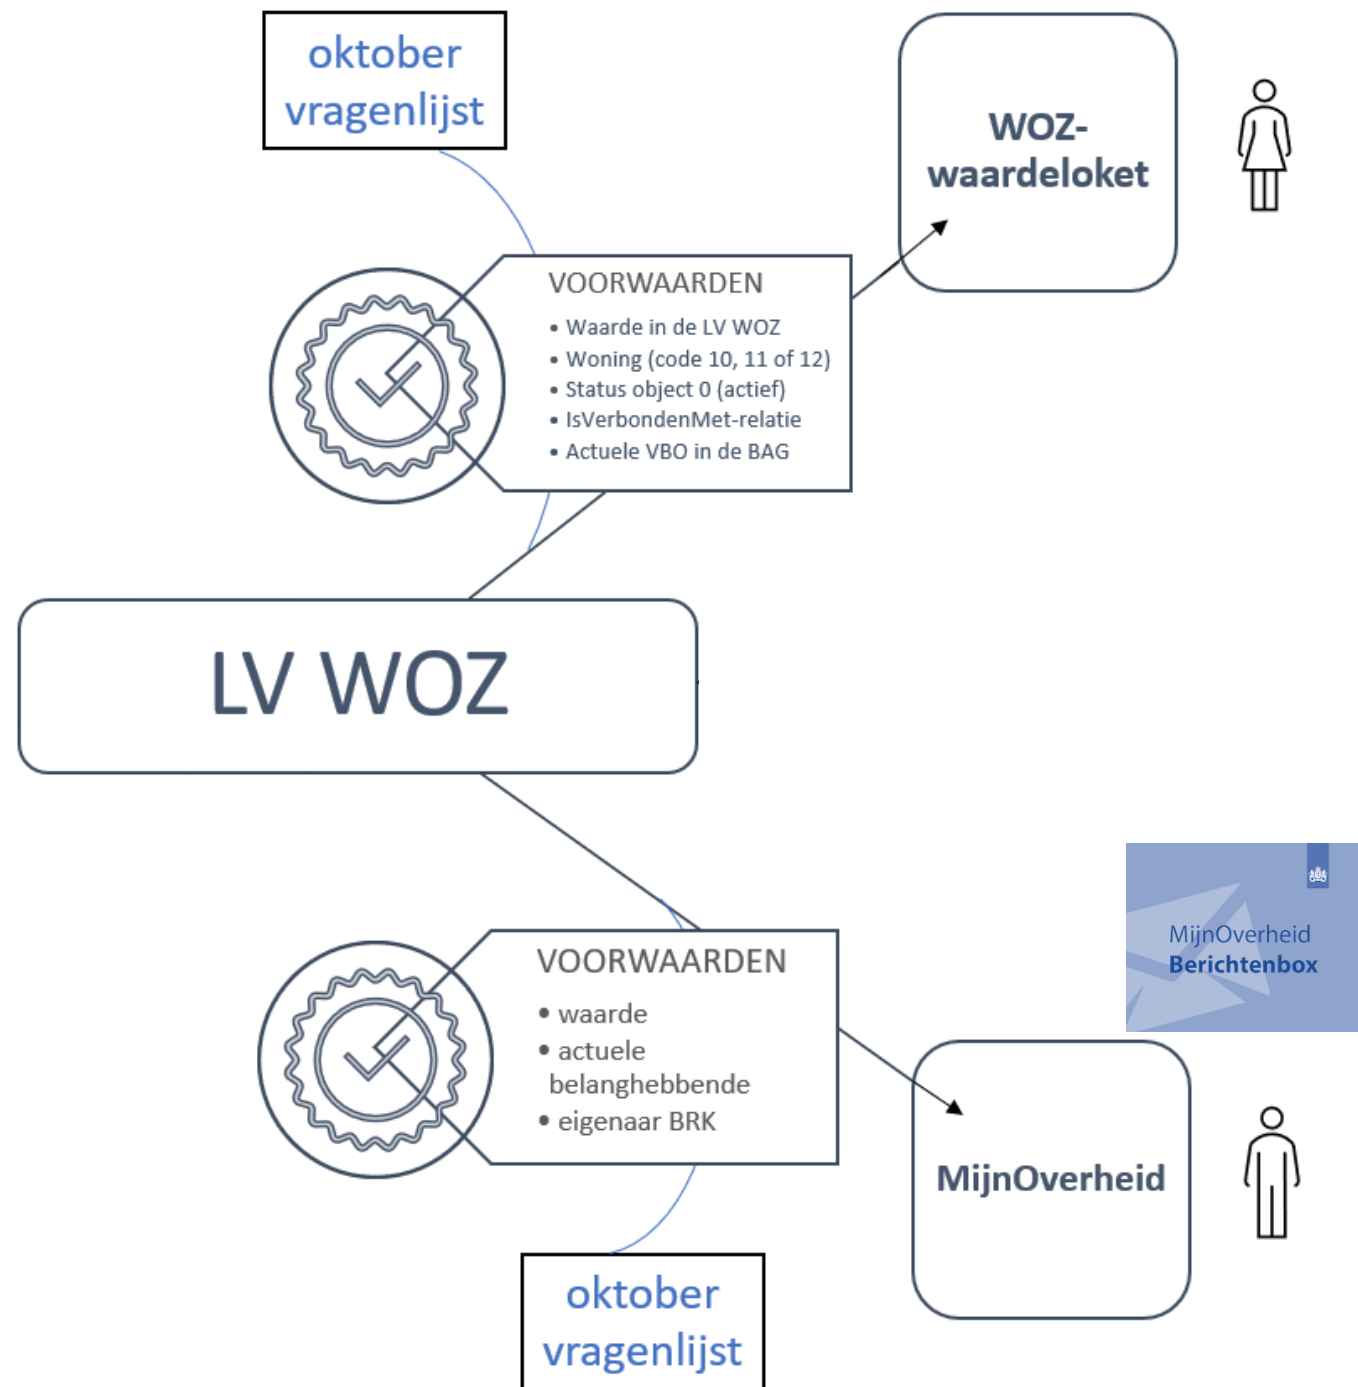 oktober
vragenlijst
WOZ-
waardeloket
VOORWAARDEN
• Waarde in de LV WOZ
• Woning (code 10, 11 of 12)
• Status object 0 (actief)
• IsVerbondenMet-relatie
• Actuele VBO in de BAG
LV WOZ
MijnOverheid
Berichtenbox
VOORWAARDEN
• waarde
• actuele
belanghebbende
• eigenaar BRK
MijnOverheid
oktober
vragenlijst